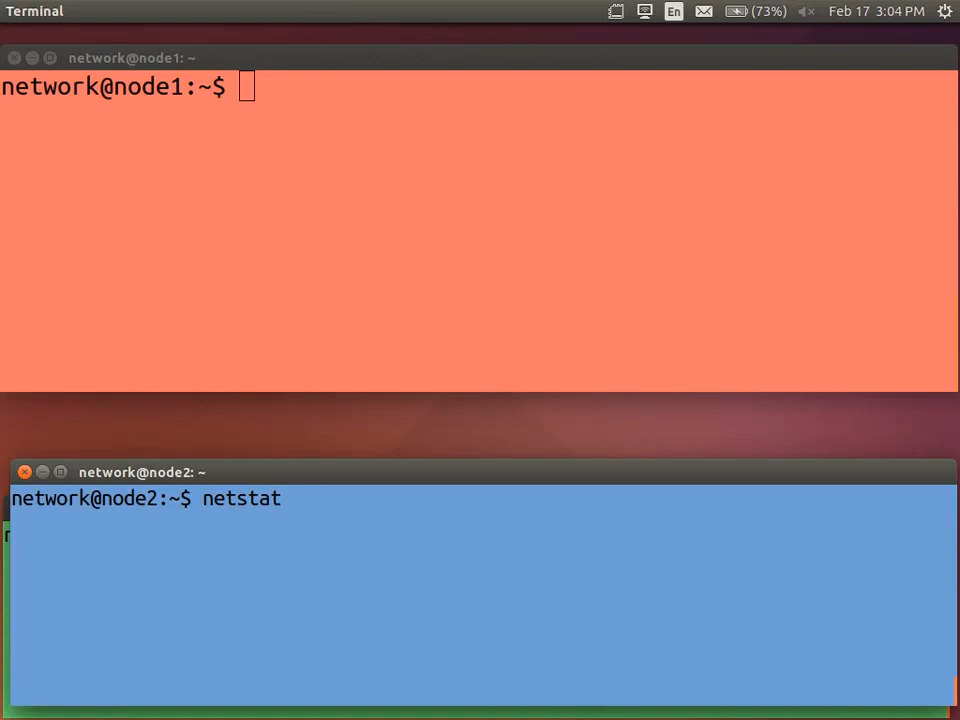 Terminal
En
(73%)
Feb 17 3:04 PM
network@node1: ~
network@node1:~$
network@node2: ~
network@node2:~$ netstat